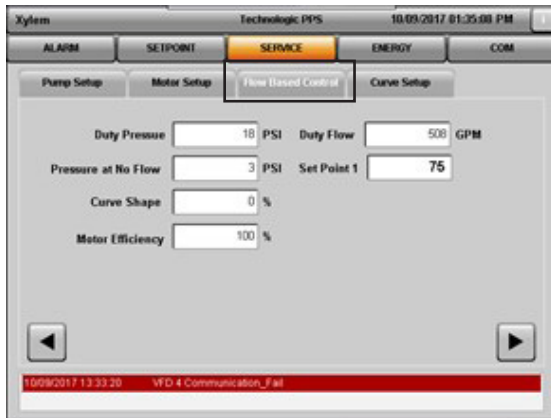 Xylem Technologic PPS 10/09/2017 01:35:08 PM
ALARM SETPOINT SERVICE ENERGY COM
Pump Setup Motor Setup Flow Based Control Curve Setup
Duty Pressue 18 PSI Duty Flow 508 GPM
Pressure at No Flow 3 PSI Set Point 1 75
Curve Shape 0 %
Motor Efficiency 100 %
10/09/2017 13:33:20 VFD 4 Communication_Fail